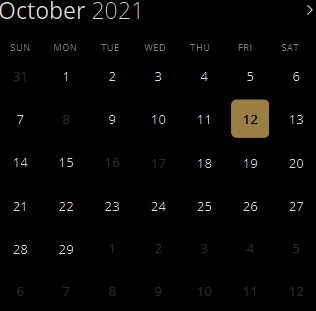 October 2021
SUN MON TUE WED THU FRI SAT
31 1 2 3 4 5 6
7 8 9 10 11 12 13
14 15 16 17 18 19 20
21 22 23 24 25 26 27
28 29 1 2 3 4 5
6 7 8 9 10 11 12